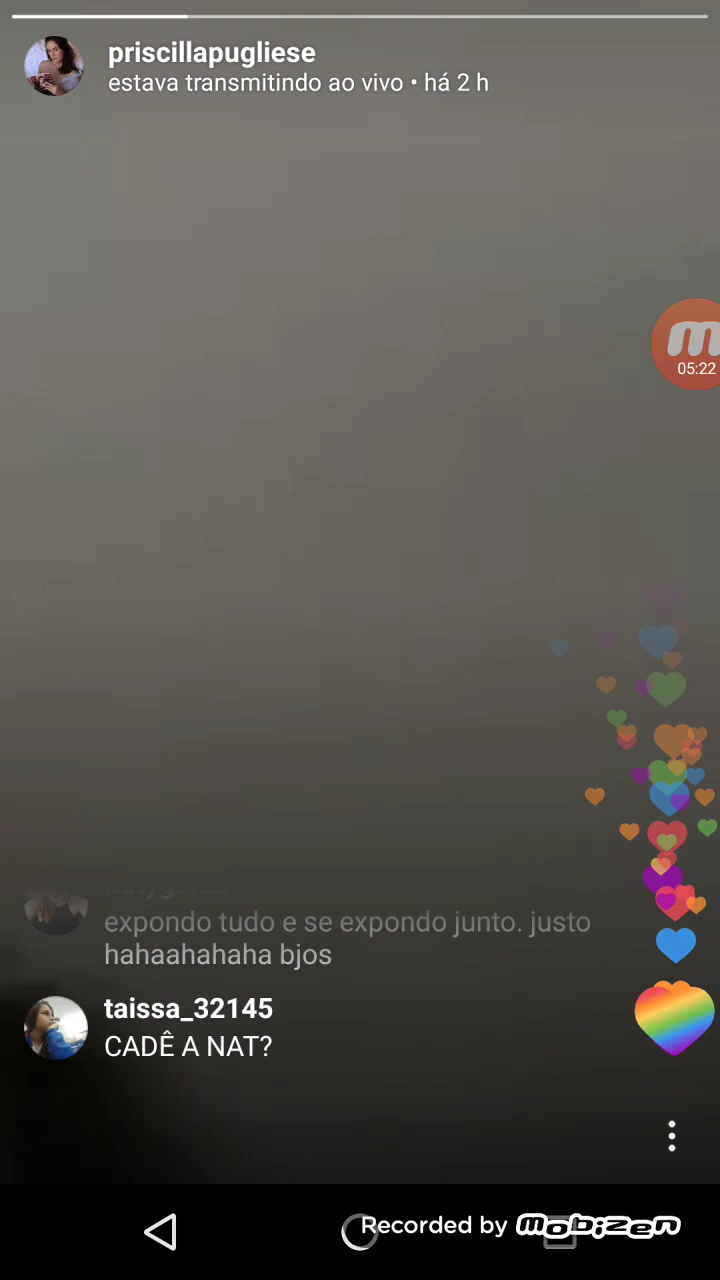 priscillapugliese
estava transmitindo ao vivo • há 2 h
05:22
expondo tudo e se expondo junto. justo
hahaahahaha bjos
taissa_32145
CADÊ A NAT?
Recorded by mobizen